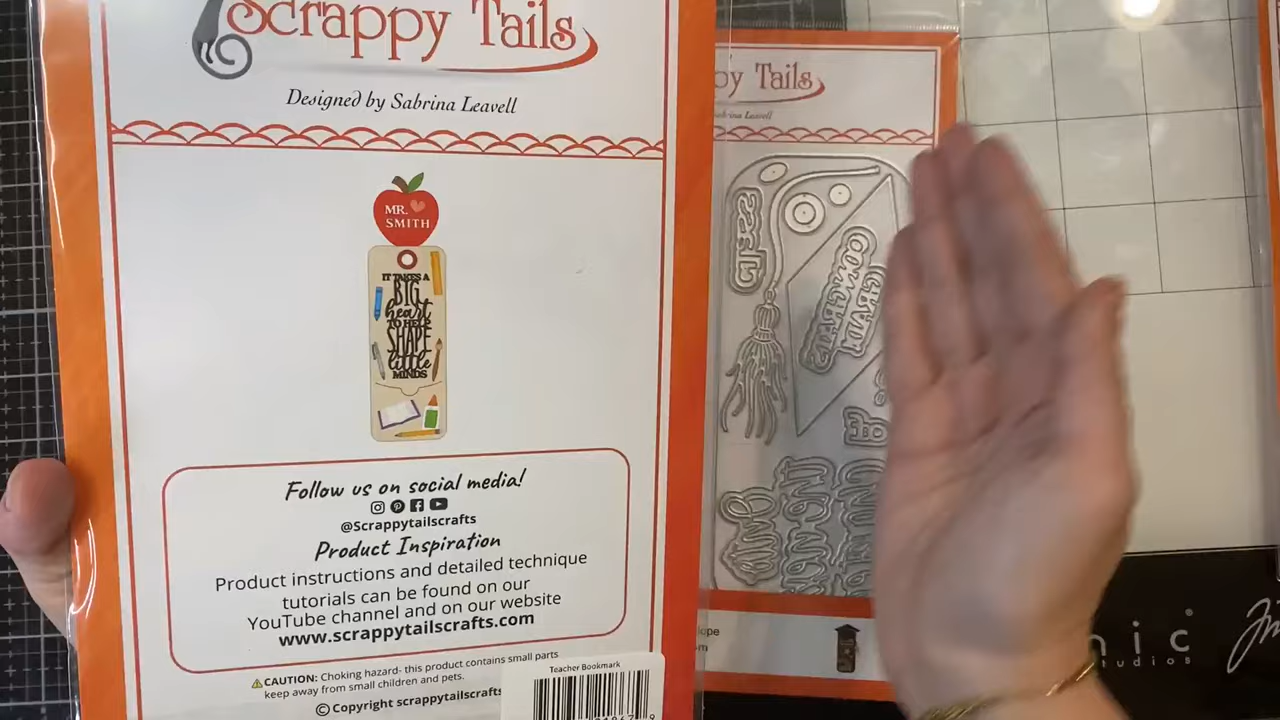 Scrappy Tails
Designed by Sabrina Leavell
MR.
SMITH
IT TAKES A
BIG
heart
TO HELP
SHAPE
little
MINDS
Follow us on social media!
@Scrappytailscrafts
Product Inspiration
Product instructions and detailed technique
tutorials can be found on our
YouTube channel and on our website
www.scrappytailscrafts.com
CAUTION: Choking hazard- this product contains small parts
keep away from small children and pets.
© Copyright scrappytailscrafts
Teacher Bookmark
py Tails
Leavell
CONGRATS
GRAD